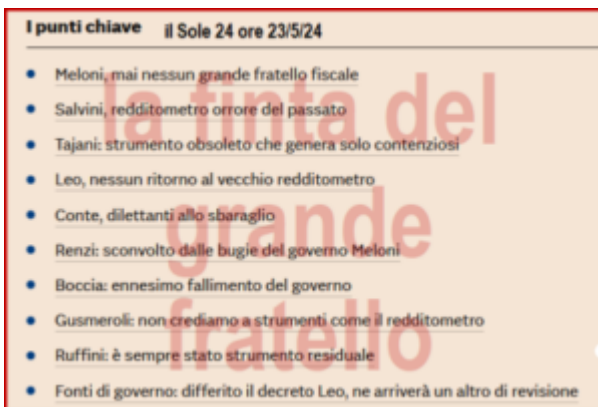 I punti chiave il Sole 24 ore 23/5/24
Meloni, mai nessun grande fratello fiscale
Salvini, redditometro orrore del passato
Tajani: strumento obsoleto che genera solo contenziosi
Leo, nessun ritorno al vecchio redditometro
Conte, dilettanti allo sbaraglio
Renzi: sconvolto dalle bugie del governo Meloni
Boccia: ennesimo fallimento del governo
Gusmeroli: non crediamo a strumenti come il redditometro
Ruffini: è sempre stato strumento residuale
Fonti di governo: differito il decreto Leo, ne arriverà un altro di revisione
la finta del
grande
fratello